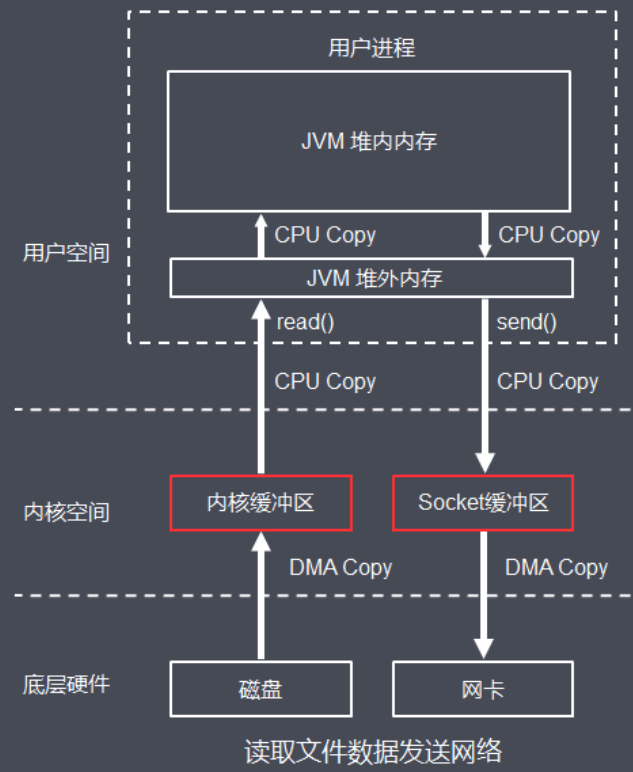 用户进程
JVM 堆内内存
CPU Copy
CPU Copy
用户空间
JVM 堆外内存
read()
send()
CPU Copy
CPU Copy
内核空间
内核缓冲区
Socket缓冲区
DMA Copy
DMA Copy
底层硬件
磁盘
网卡
读取文件数据发送网络